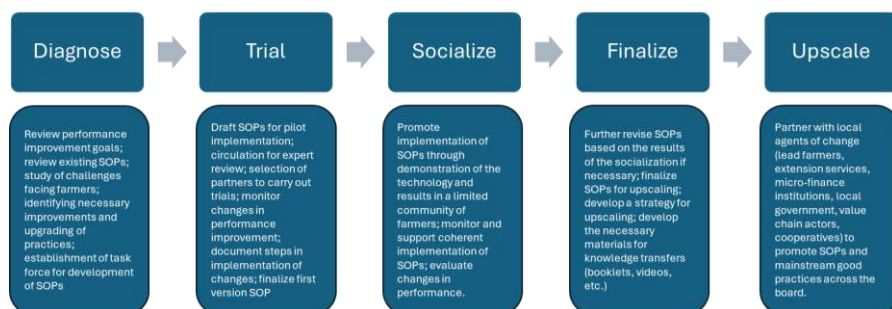 Diagnose
Trial
Socialize
Finalize
Upscale
Review performance
improvement goals;
review existing SOPs;
study of challenges
facing farmers;
identifying necessary
improvements and
upgrading of
practices;
establishment of task
force for development
of SOPs
Draft SOPs for pilot
implementation;
circulation for expert
review; selection of
partners to carry out
trials; monitor
changes in
performance
improvement;
document steps in
implementation of
changes; finalize first
version SOP
Promote
implementation of
SOPs through
demonstration of the
technology and
results in a limited
community of
farmers; monitor and
support coherent
implementation of
SOPs; evaluate
changes in
performance.
Further revise SOPs
based on the results
of the socialization if
necessary; finalize
SOPs for upscaling;
develop a strategy for
upscaling; develop
the necessary
materials for
knowledge transfers
(booklets, videos,
etc.)
Partner with local
agents of change
(lead farmers,
extension services,
micro-finance
institutions, local
government, value
chain actors,
cooperatives) to
promote SOPs and
mainstream good
practices across the
board.